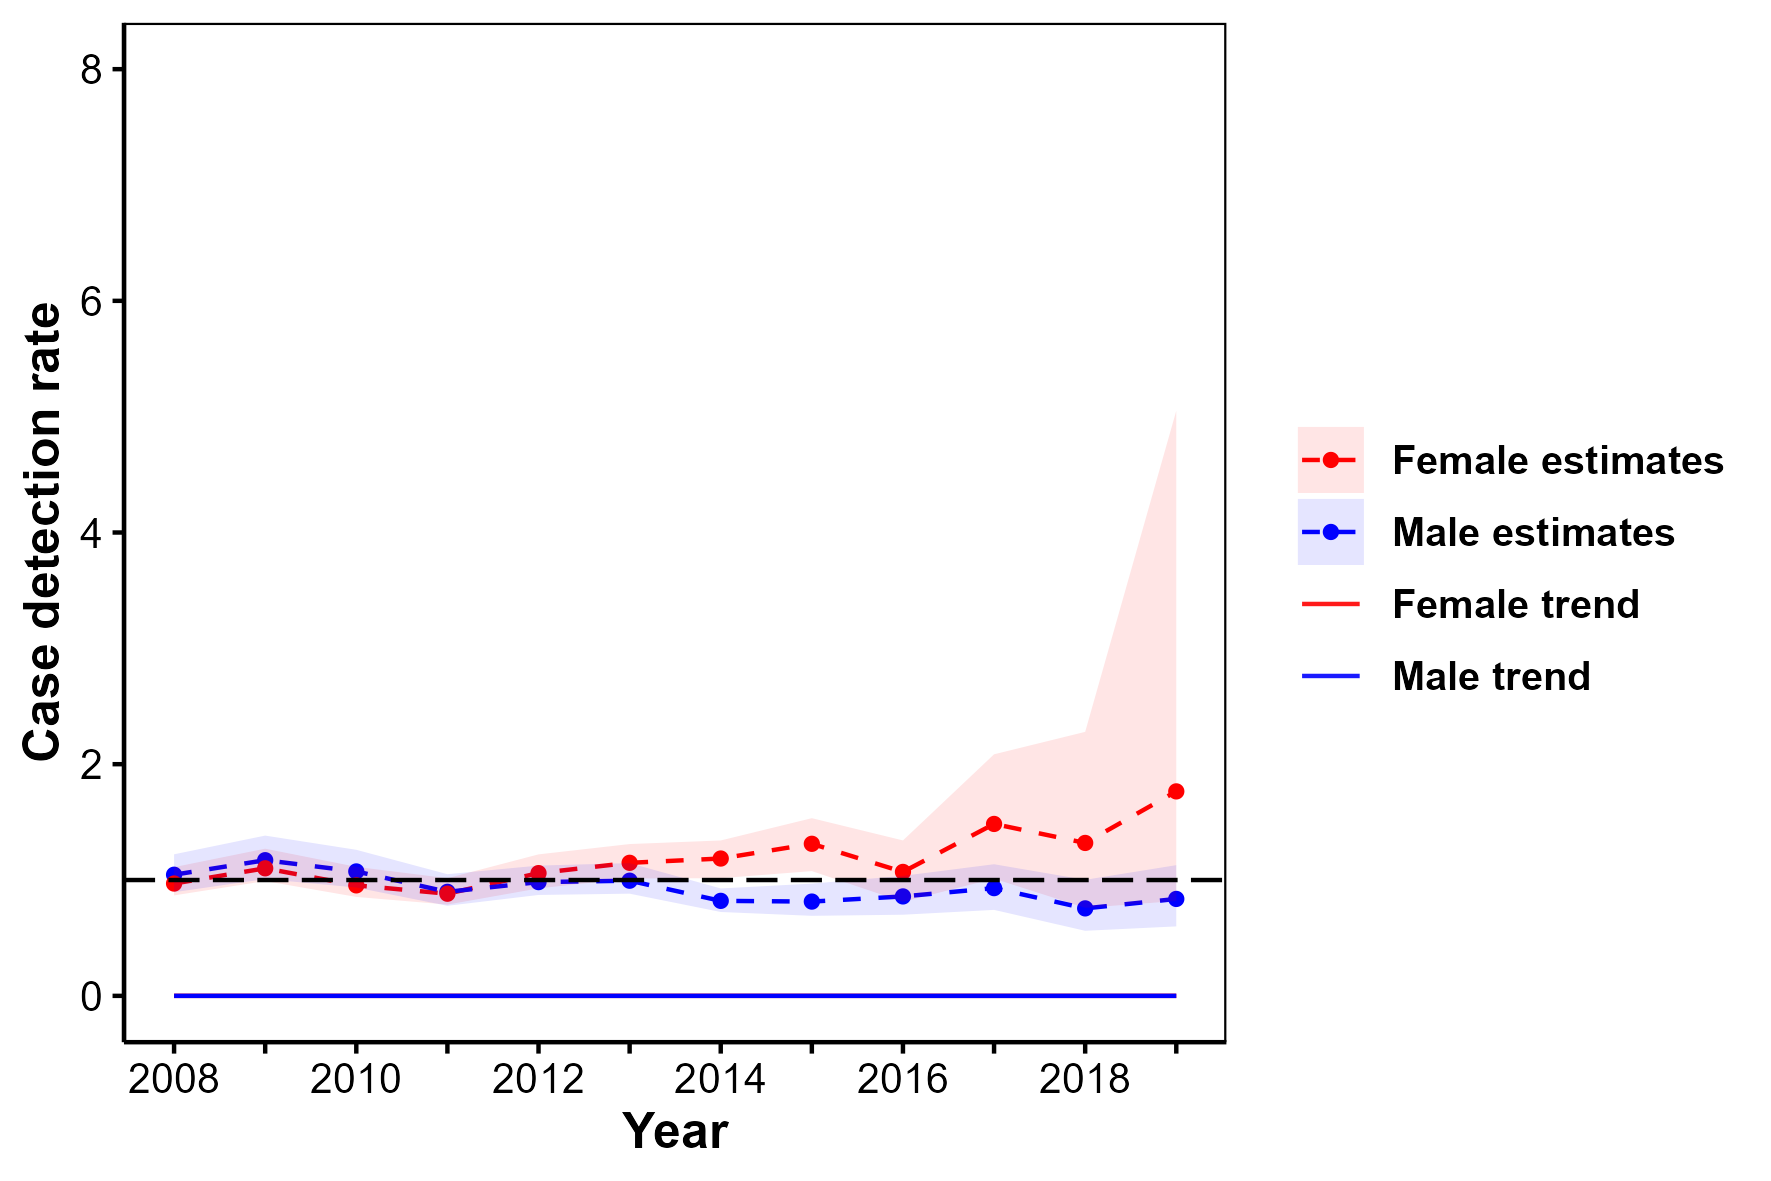 Case detection rate
8
6
4
2
0
2008 2010 2012 2014 2016 2018
Year
Female estimates
Male estimates
Female trend
Male trend